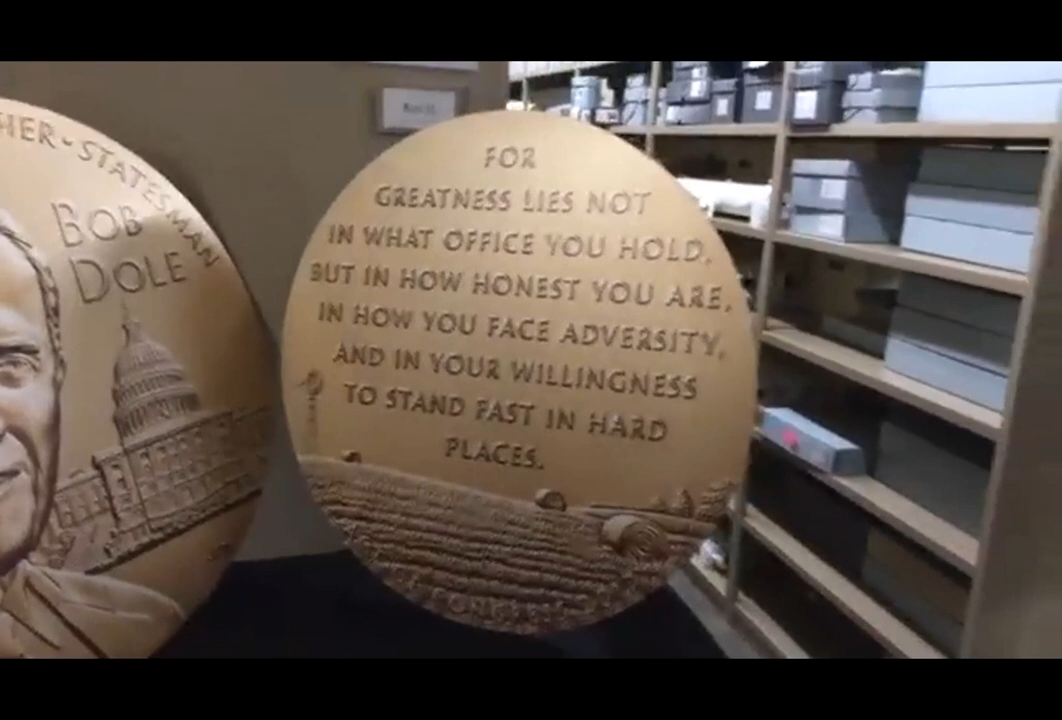 STATESMAN
BOB
DOLE
FOR
GREATNESS LIES NOT
IN WHAT OFFICE YOU HOLD,
BUT IN HOW HONEST YOU ARE,
IN HOW YOU FACE ADVERSITY,
AND IN YOUR WILLINGNESS
TO STAND FAST IN HARD
PLACES.